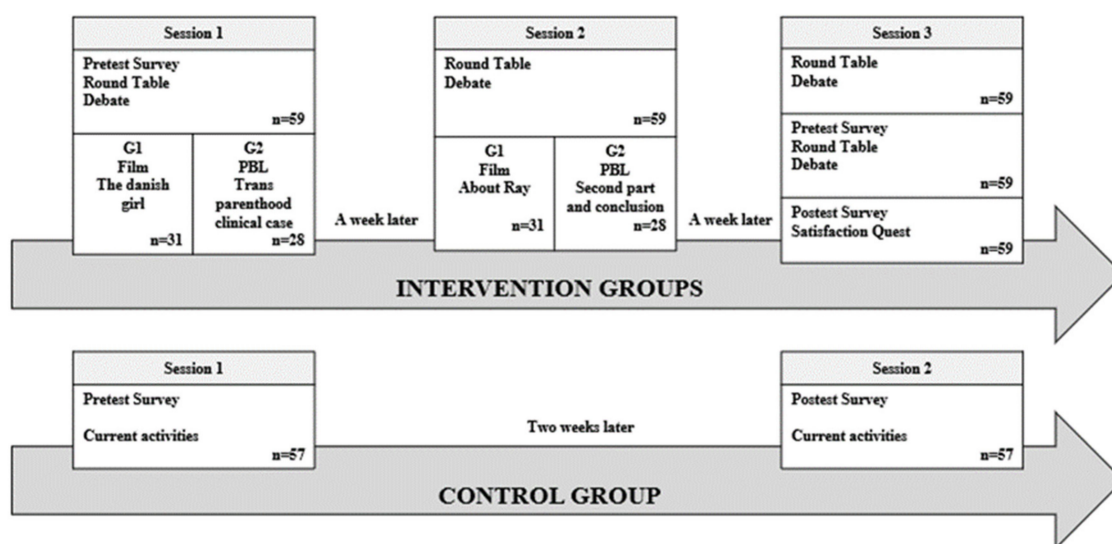 Session 1
Pretest Survey
Round Table
Debate
n=59
G1
Film
The danish
girl
n=31
G2
PBL
Trans
parenthood
clinical case
n=28
A week later
Session 2
Round Table
Debate
n=59
G1
Film
About Ray
n=31
G2
PBL
Second part
and conclusion
n=28
A week later
Session 3
Round Table
Debate
n=59
Pretest Survey
Round Table
Debate
n=59
Postest Survey
Satisfaction Quest
n=59
INTERVENTION GROUPS
Session 1
Pretest Survey
Current activities
n=57
Two weeks later
Session 2
Postest Survey
Current activities
n=57
CONTROL GROUP